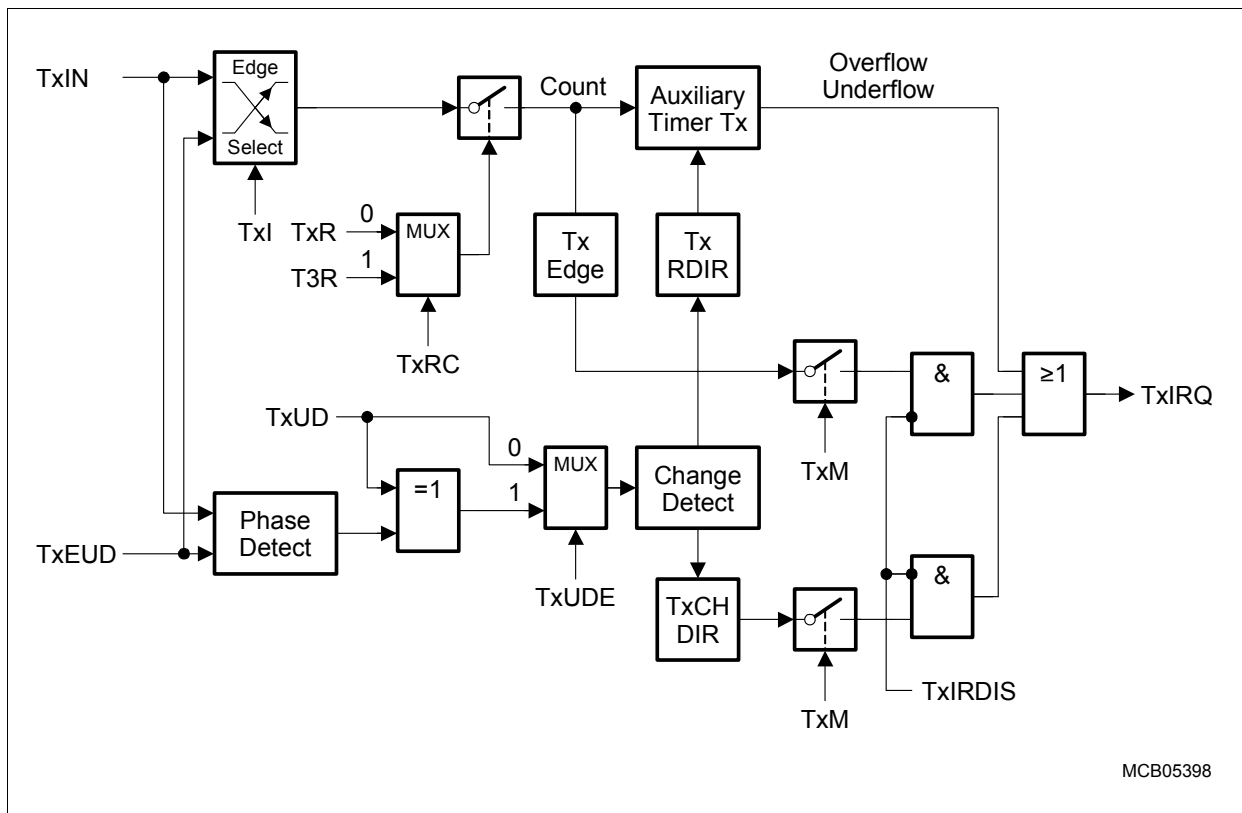 TxIN
Edge
Select
TxI
Count
Auxiliary
Timer Tx
Overflow
Underflow
TxR
0
T3R
1
MUX
TxRC
Tx
Edge
Tx
RDIR
TxM
&
≥1
TxIRQ
TxUD
=1
0
1
MUX
TxUDE
Change
Detect
Phase
Detect
TxEUD
TxCH
DIR
TxM
&
TxIRDIS
MCB05398